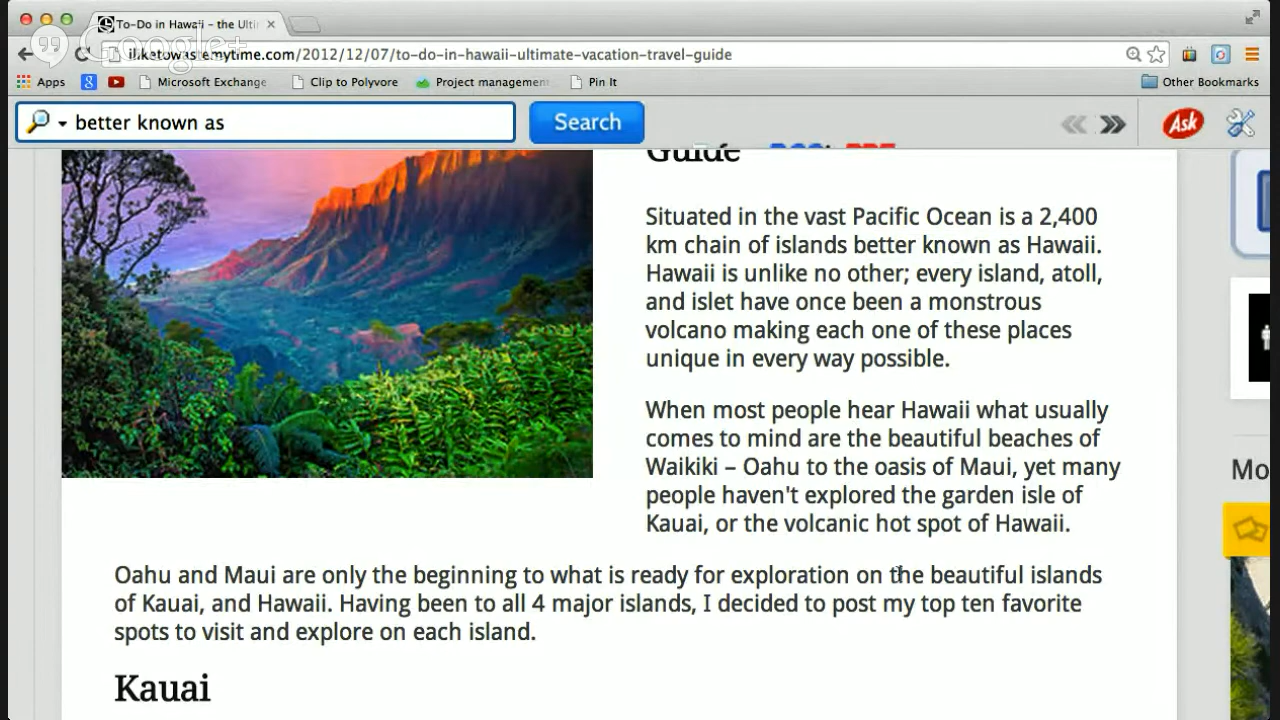 To-Do in Hawaii – the Ulti
Google+
iliketowastemytime.com/2012/12/07/to-do-in-hawaii-ultimate-vacation-travel-guide
Apps
Microsoft Exchange
Clip to Polyvore
Project management
Pin It
Other Bookmarks
better known as
Search
Ask
Guide
Situated in the vast Pacific Ocean is a 2,400
km chain of islands better known as Hawaii.
Hawaii is unlike no other; every island, atoll,
and islet have once been a monstrous
volcano making each one of these places
unique in every way possible.
When most people hear Hawaii what usually
comes to mind are the beautiful beaches of
Waikiki – Oahu to the oasis of Maui, yet many
people haven't explored the garden isle of
Kauai, or the volcanic hot spot of Hawaii.
Mo
Oahu and Maui are only the beginning to what is ready for exploration on the beautiful islands
of Kauai, and Hawaii. Having been to all 4 major islands, I decided to post my top ten favorite
spots to visit and explore on each island.
Kauai